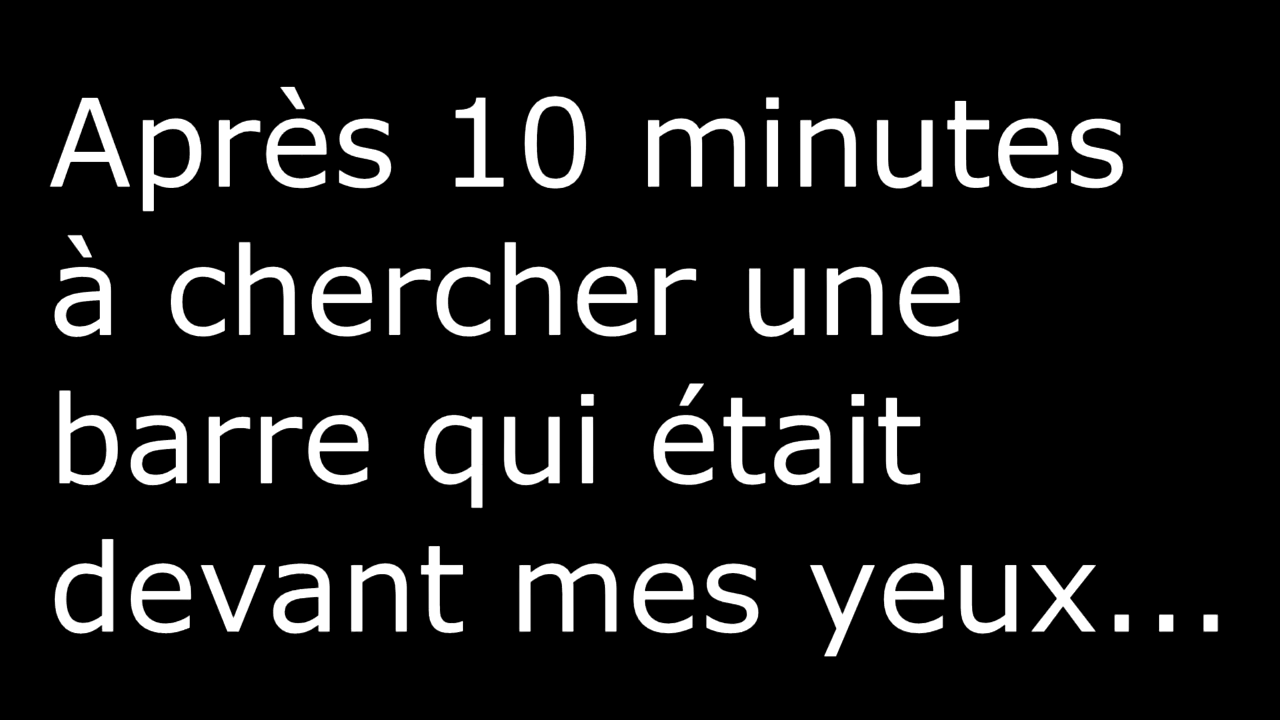 Après 10 minutes
à chercher une
barre qui était
devant mes yeux...